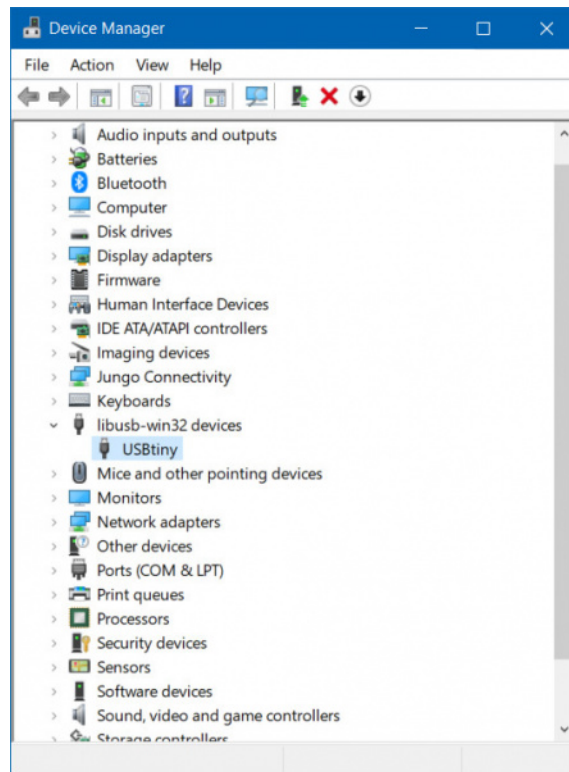 Device Manager
File Action View Help
Audio inputs and outputs
Batteries
Bluetooth
Computer
Disk drives
Display adapters
Firmware
Human Interface Devices
IDE ATA/ATAPI controllers
Imaging devices
Jungo Connectivity
Keyboards
libusb-win32 devices
USBtiny
Mice and other pointing devices
Monitors
Network adapters
Other devices
Ports (COM & LPT)
Print queues
Processors
Security devices
Sensors
Software devices
Sound, video and game controllers
Storage controllers